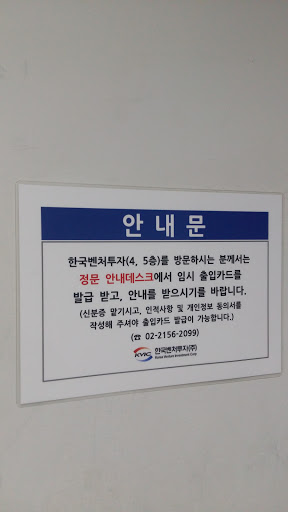 안 내 문
한국벤처투자(4, 5층)를 방문하시는 분께서는
정문 안내데스크에서 임시 출입카드를
발급 받고, 안내를 받으시기를 바랍니다.
(신분증 맡기시고, 인적사항 및 개인정보 동의서를
작성해 주셔야 출입카드 발급이 가능합니다.)
(☎ 02-2156-2099)
KVIC 한국벤처투자(주)
Korea Venture Investment Corp.